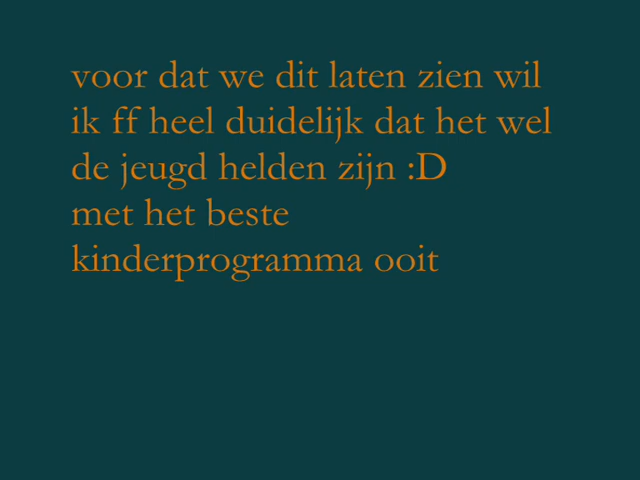 voor dat we dit laten zien wil
ik ff heel duidelijk dat het wel
de jeugd helden zijn :D
met het beste
kinderprogramma ooit